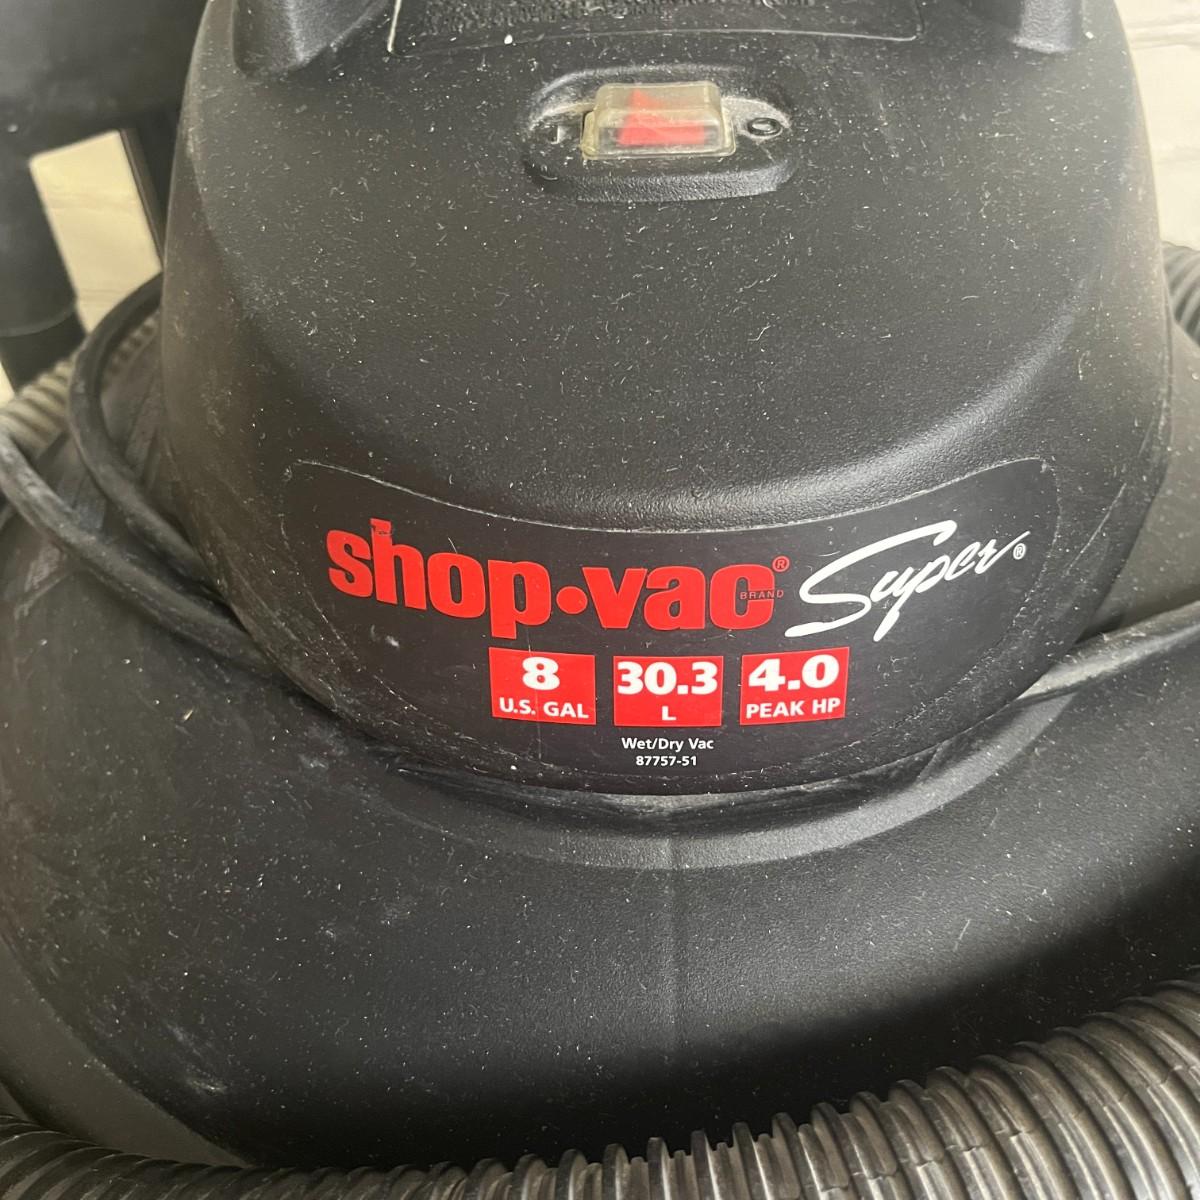 I O
shop·vac® Super®
BRAND
8 30.3 4.0
U.S. GAL L PEAK HP
Wet/Dry Vac
87757-51